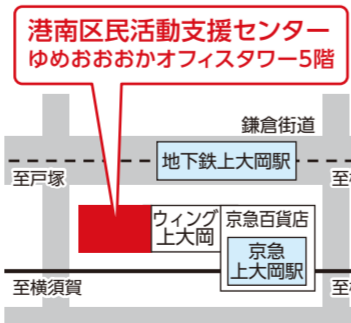 港南区民活動支援センター
ゆめおおおかオフィスタワー5階
鎌倉街道
地下鉄上大岡駅
至戸塚
至
ウィング
上大岡
京急百貨店
京急
上大岡駅
至横須賀
至